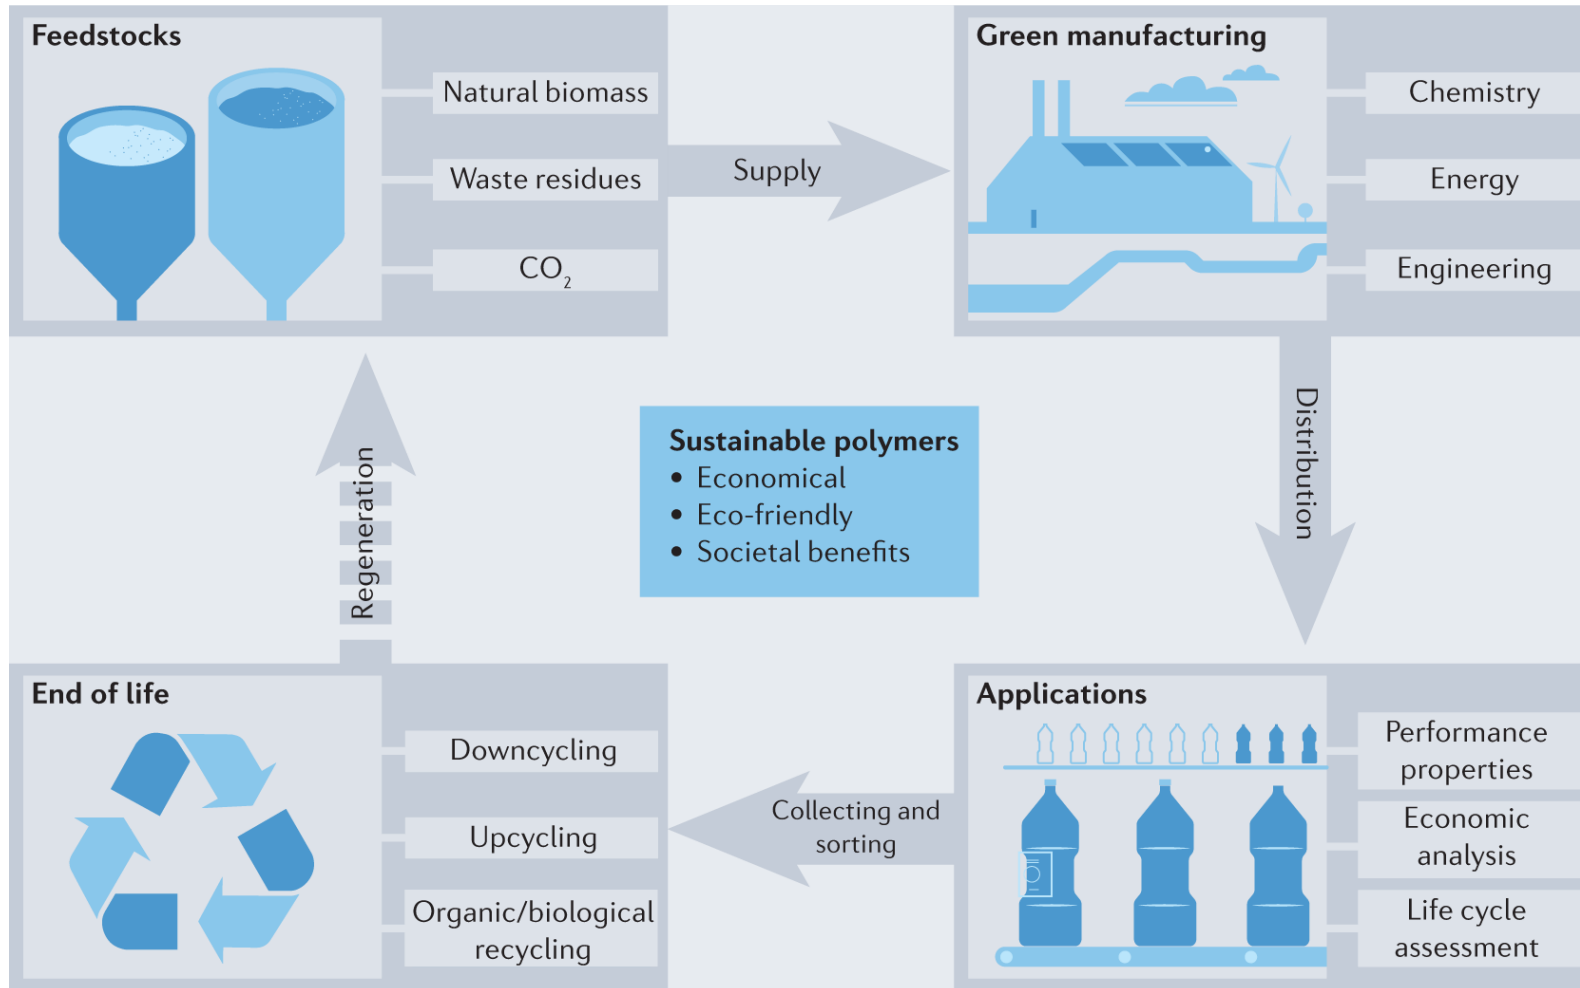 Feedstocks
Natural biomass
Waste residues
CO₂
Supply
Green manufacturing
Chemistry
Energy
Engineering
Distribution
Sustainable polymers
• Economical
• Eco-friendly
• Societal benefits
Regeneration
End of life
Downcycling
Upcycling
Organic/biological
recycling
Collecting and
sorting
Applications
Performance
properties
Economic
analysis
Life cycle
assessment